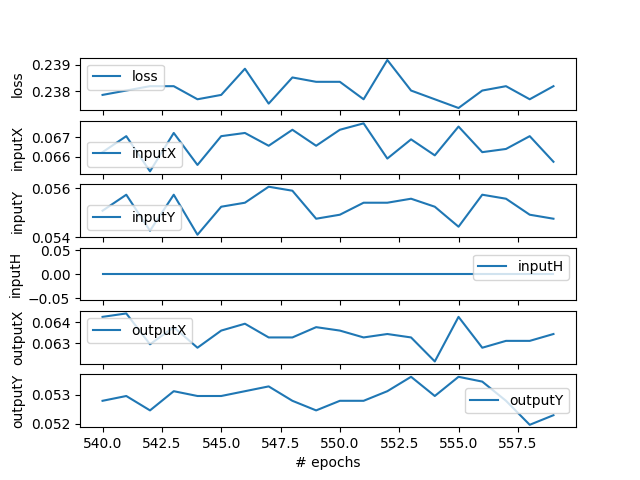 0.239
0.238
loss
loss
0.067
0.066
inputX
inputX
0.056
0.054
inputY
inputY
0.05
0.00
−0.05
inputH
inputH
0.064
0.063
outputX
outputX
0.053
0.052
outputY
outputY
540.0 542.5 545.0 547.5 550.0 552.5 555.0 557.5
# epochs